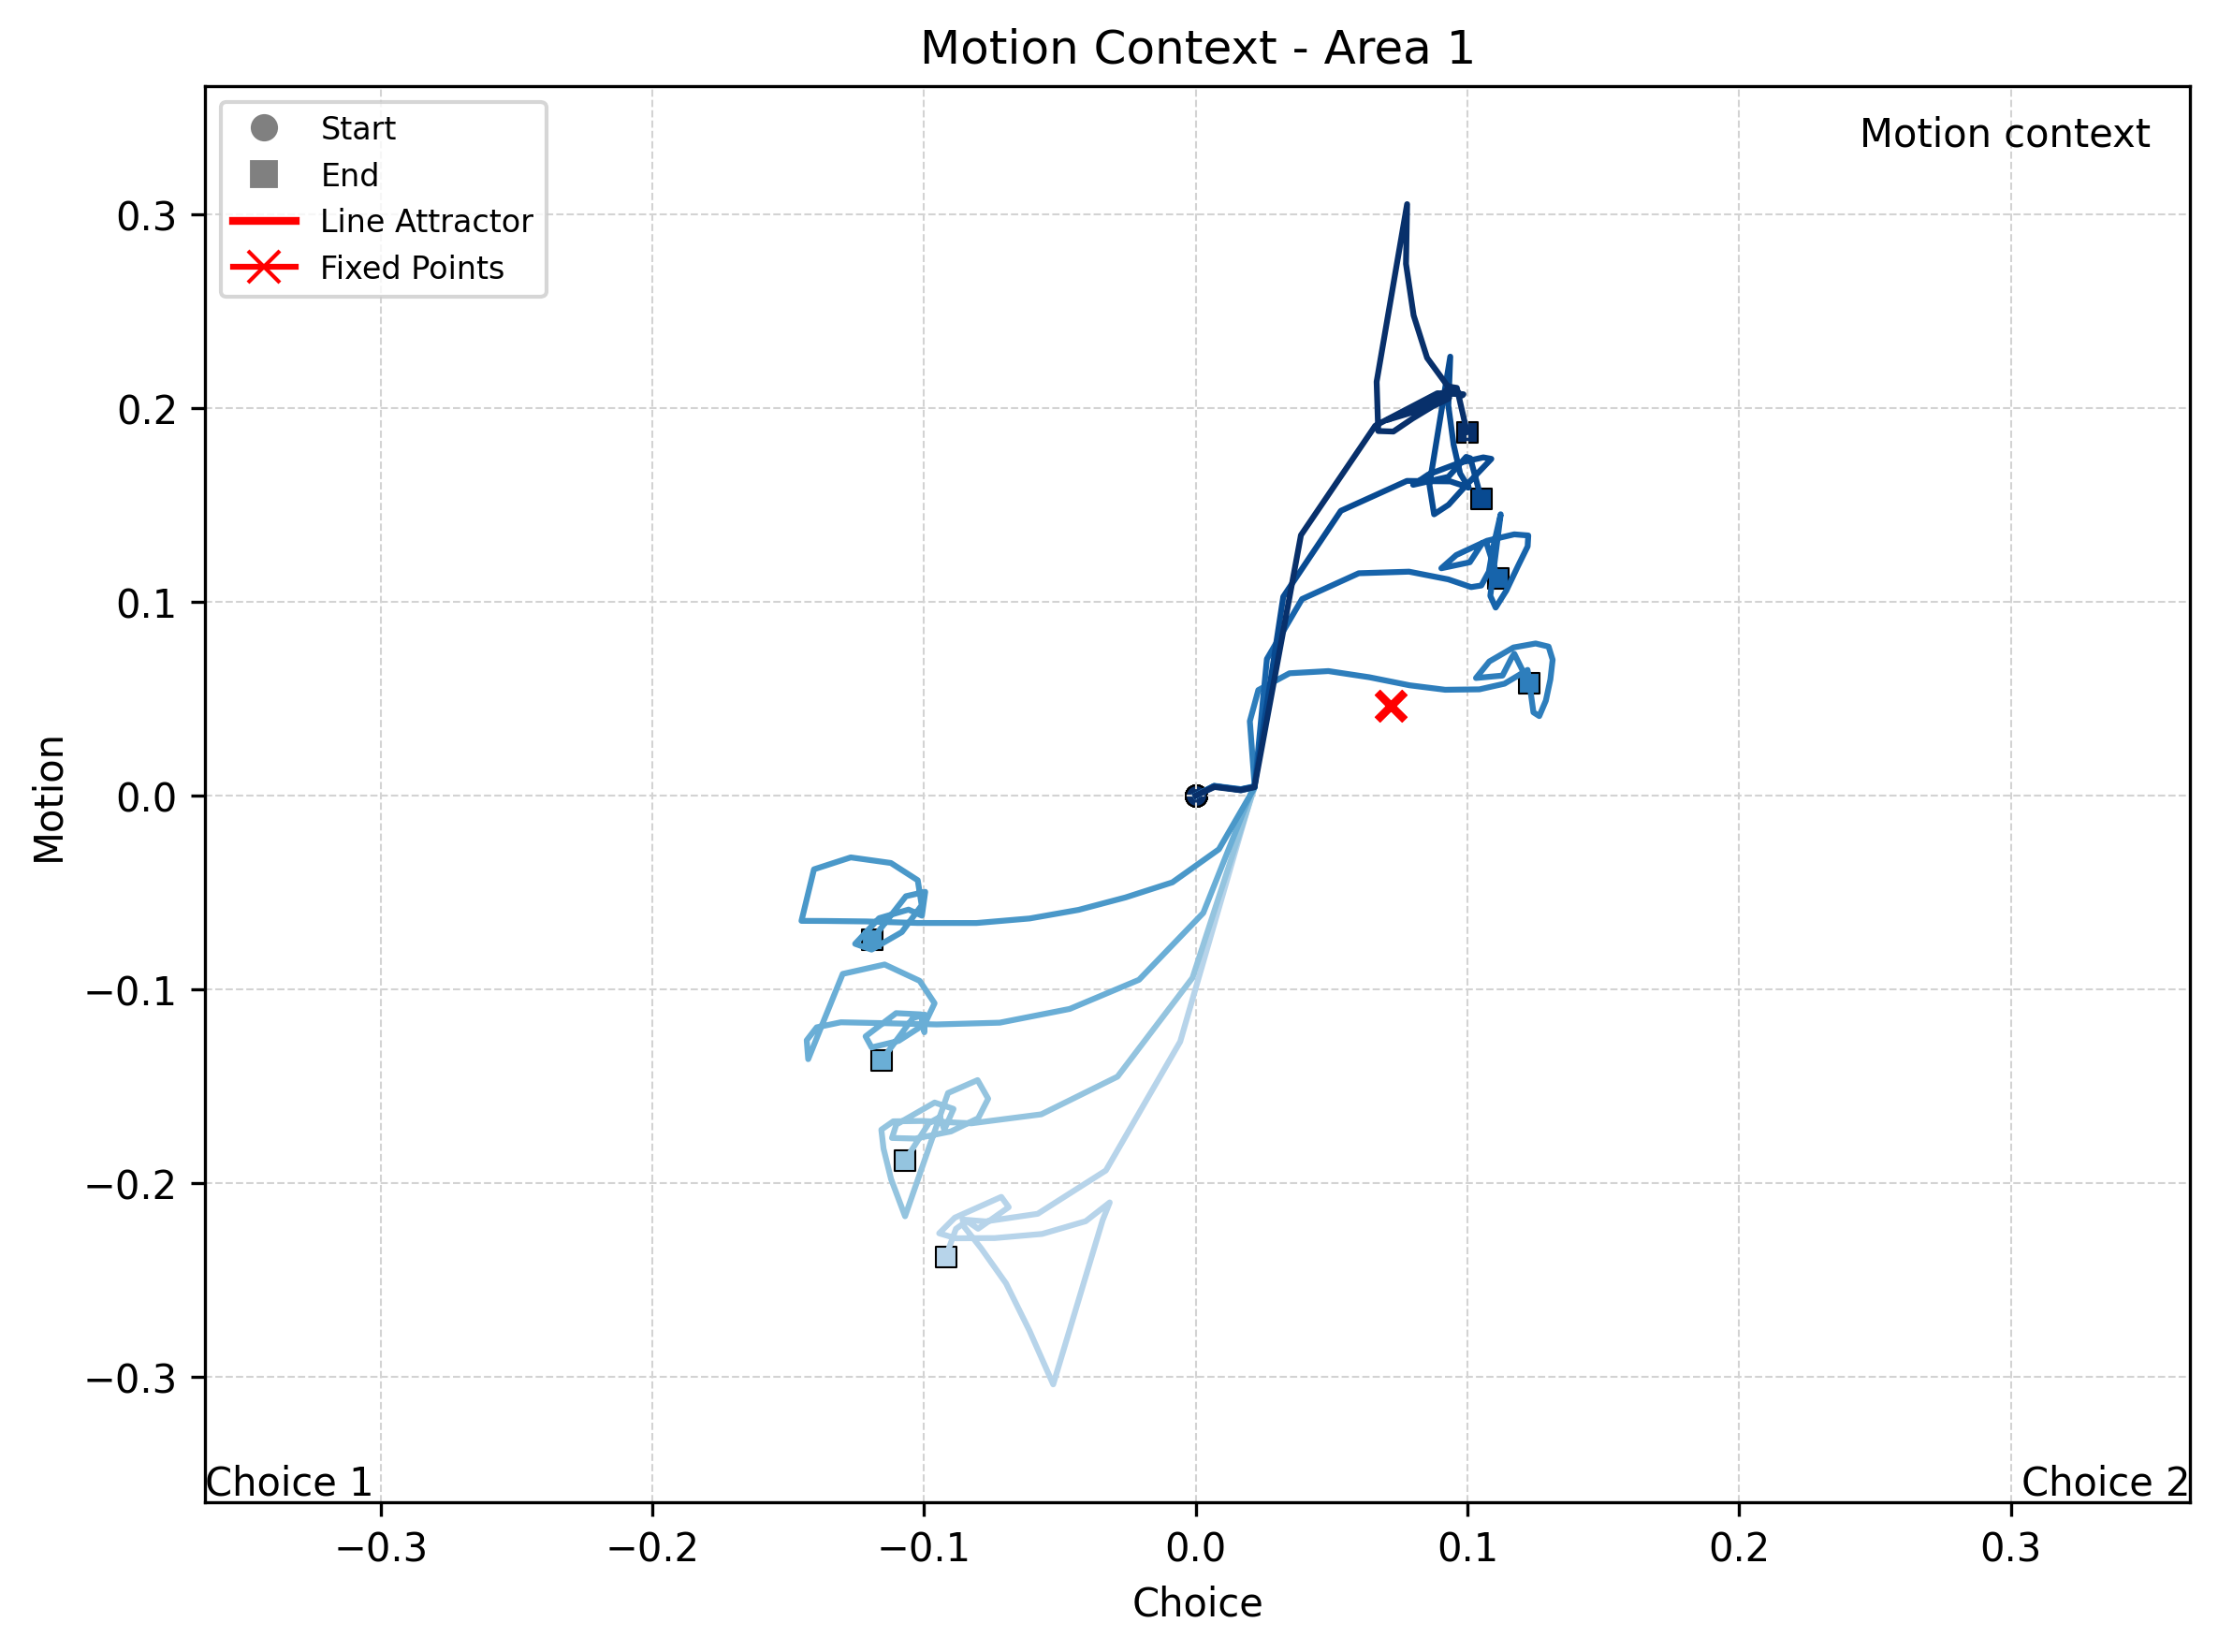 Motion Context - Area 1
Start
End
Line Attractor
Fixed Points
Motion context
0.3
0.2
0.1
0.0
−0.1
−0.2
−0.3
Motion
Choice 1
Choice 2
−0.3
−0.2
−0.1
0.0
0.1
0.2
0.3
Choice